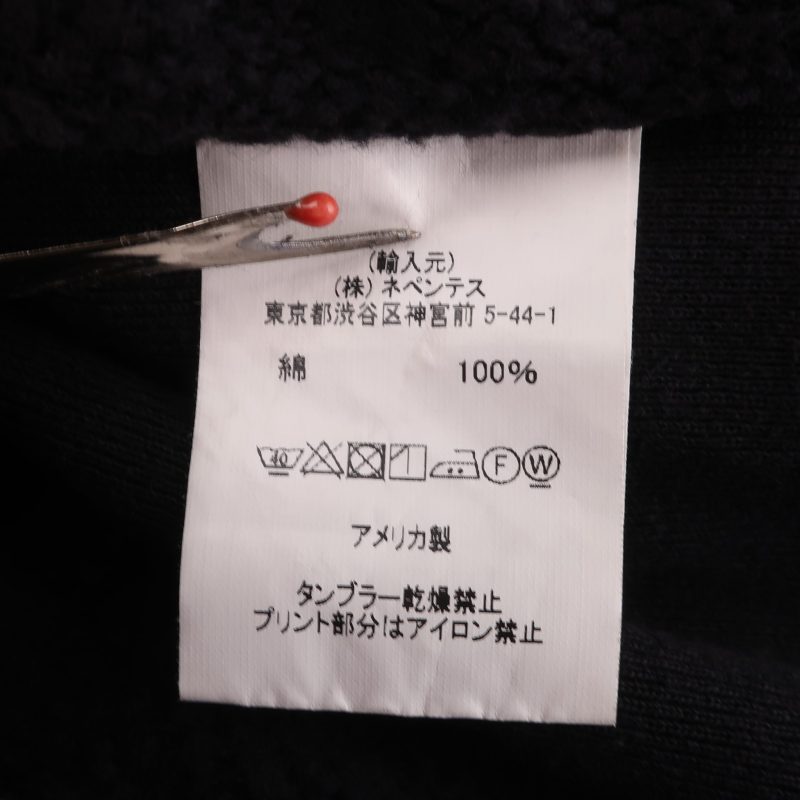 (輸入元)
(株)ネペンテス
東京都渋谷区神宮前 5-44-1
綿 100%
40 F W
アメリカ製
タンブラー乾燥禁止
プリント部分はアイロン禁止